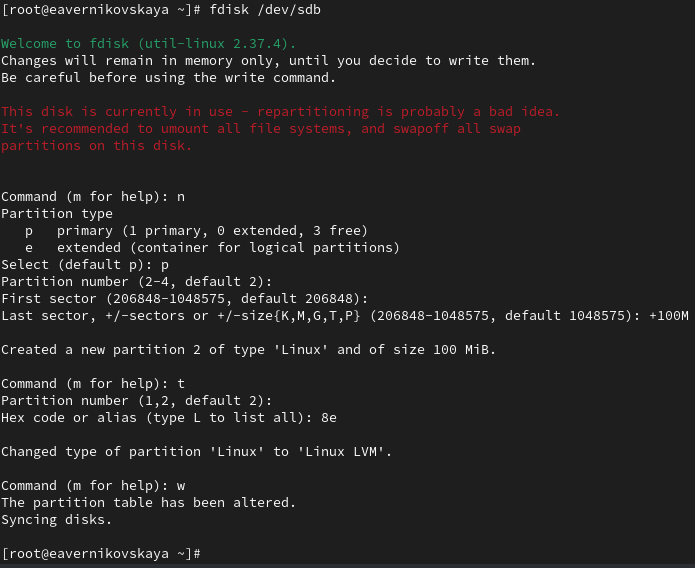 [root@eavernikovskaya ~]# fdisk /dev/sdb
Welcome to fdisk (util-linux 2.37.4).
Changes will remain in memory only, until you decide to write them.
Be careful before using the write command.
This disk is currently in use - repartitioning is probably a bad idea.
It's recommended to umount all file systems, and swapoff all swap
partitions on this disk.
Command (m for help): n
Partition type
   p   primary (1 primary, 0 extended, 3 free)
   e   extended (container for logical partitions)
Select (default p): p
Partition number (2-4, default 2):
First sector (206848-1048575, default 206848):
Last sector, +/-sectors or +/-size{K,M,G,T,P} (206848-1048575, default 1048575): +100M
Created a new partition 2 of type 'Linux' and of size 100 MiB.
Command (m for help): t
Partition number (1,2, default 2):
Hex code or alias (type L to list all): 8e
Changed type of partition 'Linux' to 'Linux LVM'.
Command (m for help): w
The partition table has been altered.
Syncing disks.
[root@eavernikovskaya ~]#